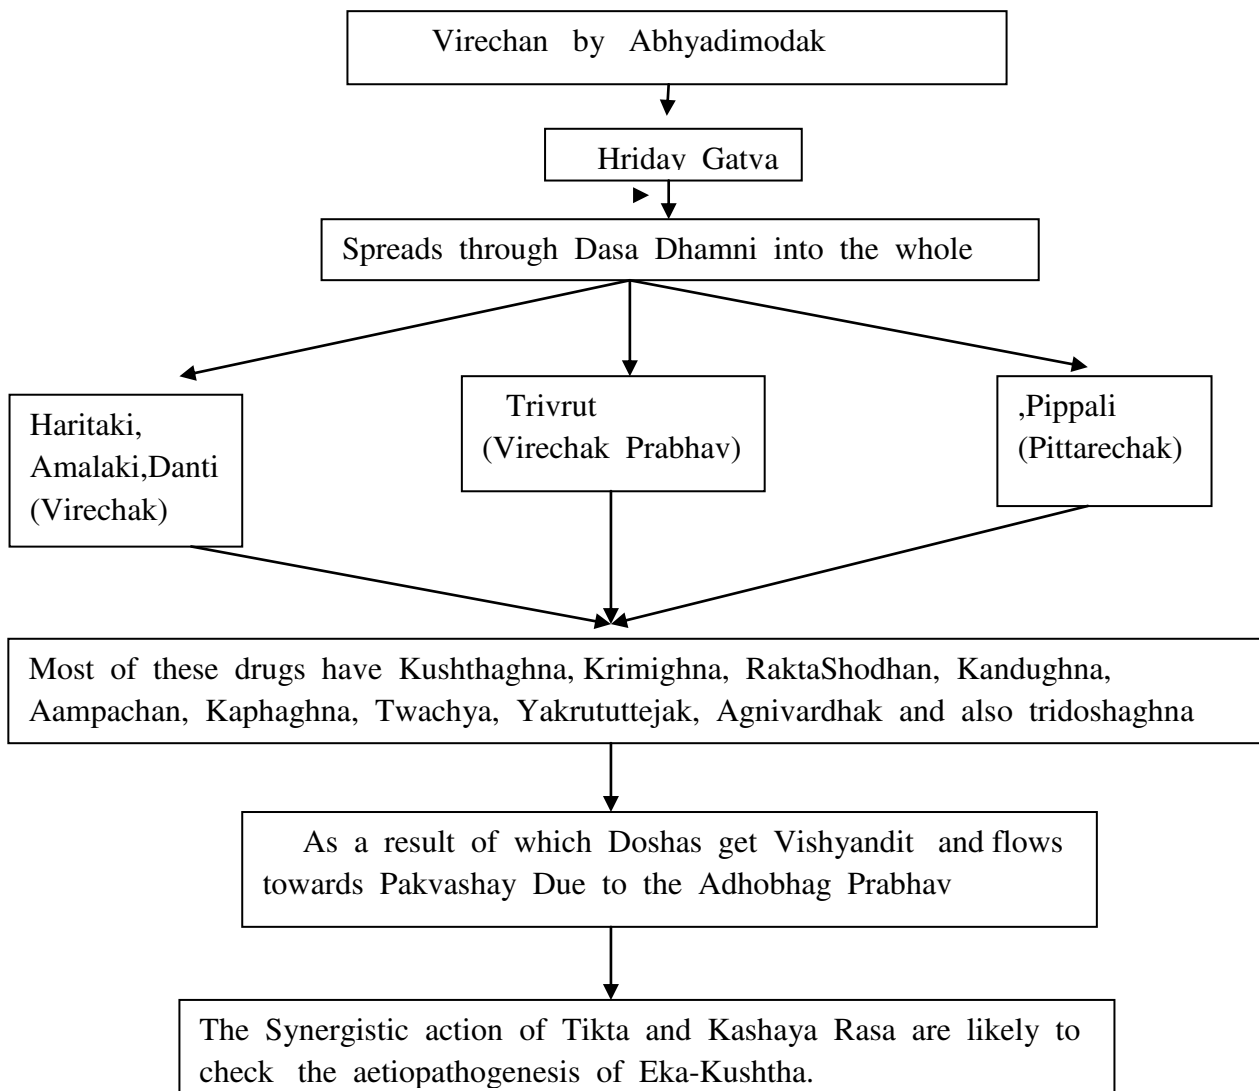 Virechan by Abhyadimodak
Hriday Gatva
Spreads through Dasa Dhamni into the whole
Haritaki,
Amalaki,Danti
(Virechak)
Trivrut
(Virechak Prabhav)
,Pippali
(Pittarechak)
Most of these drugs have Kushthaghna, Krimighna, RaktaShodhan, Kandughna,
Aampachan, Kaphaghna, Twachya, Yakrututtejak, Agnivardhak and also tridoshaghna
As a result of which Doshas get Vishyandit and flows
towards Pakvashay Due to the Adhobhag Prabhav
The Synergistic action of Tikta and Kashaya Rasa are likely to
check the aetiopathogenesis of Eka-Kushtha.